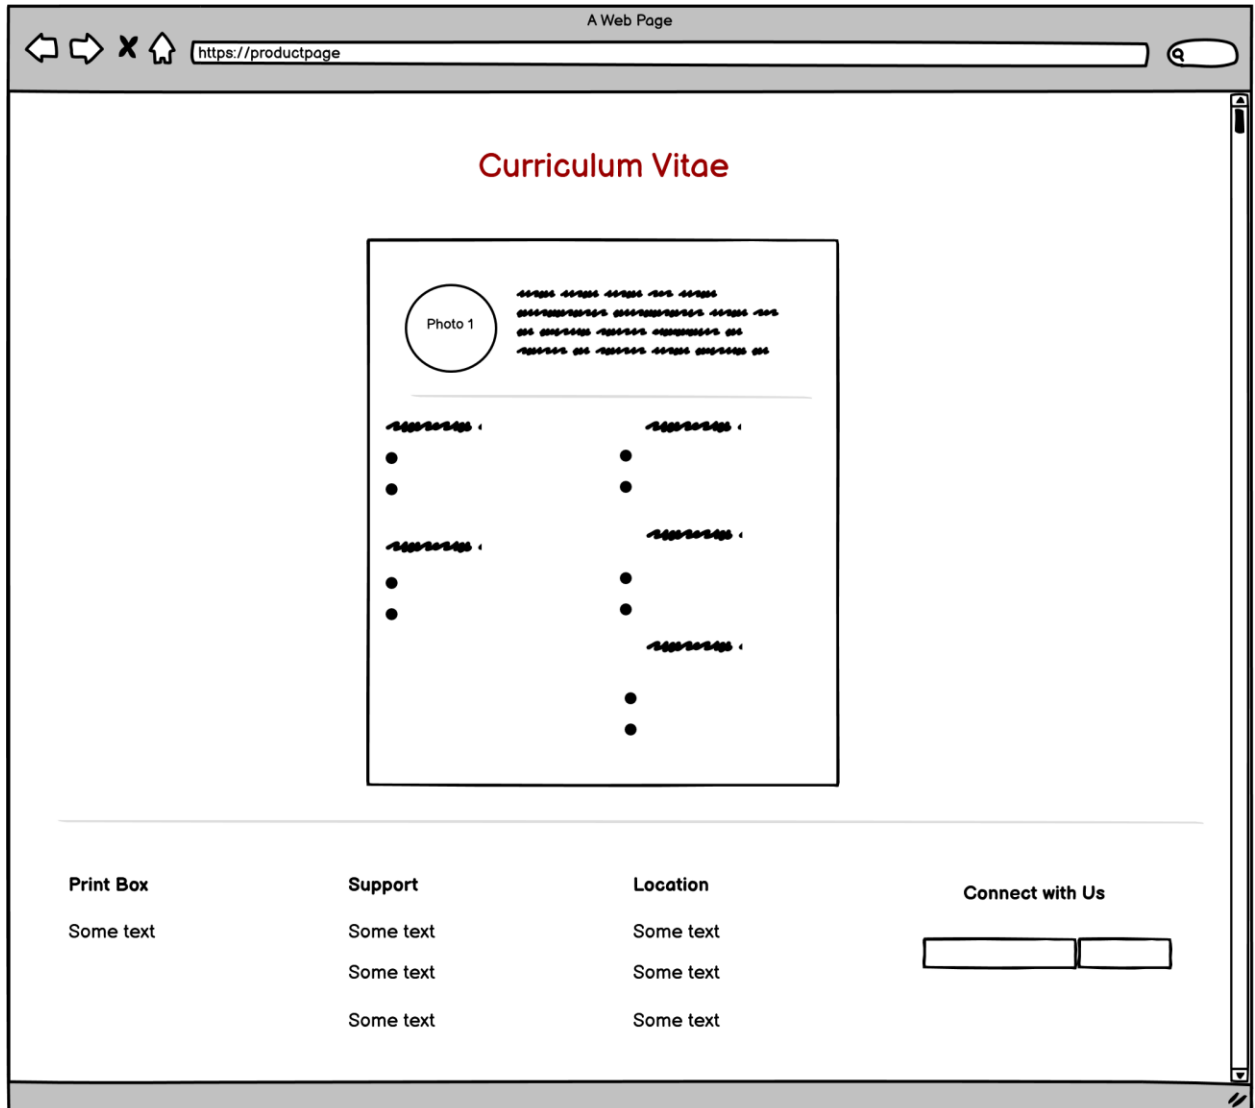 A Web Page
https://productpage
Curriculum Vitae
Photo 1
Print Box
Some text
Support
Some text
Some text
Some text
Location
Some text
Some text
Some text
Connect with Us